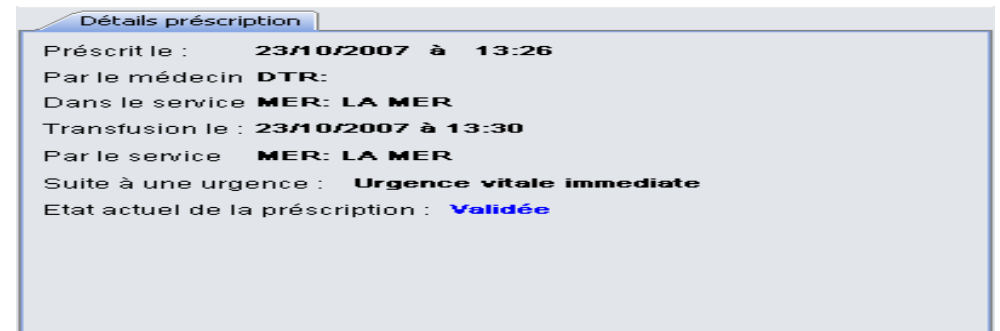 Détails préscription
Préscrit le : 23/10/2007 à 13:26
Par le médecin DTR:
Dans le service MER: LA MER
Transfusion le : 23/10/2007 à 13:30
Par le service MER: LA MER
Suite à une urgence : Urgence vitale immediate
Etat actuel de la préscription : Validée